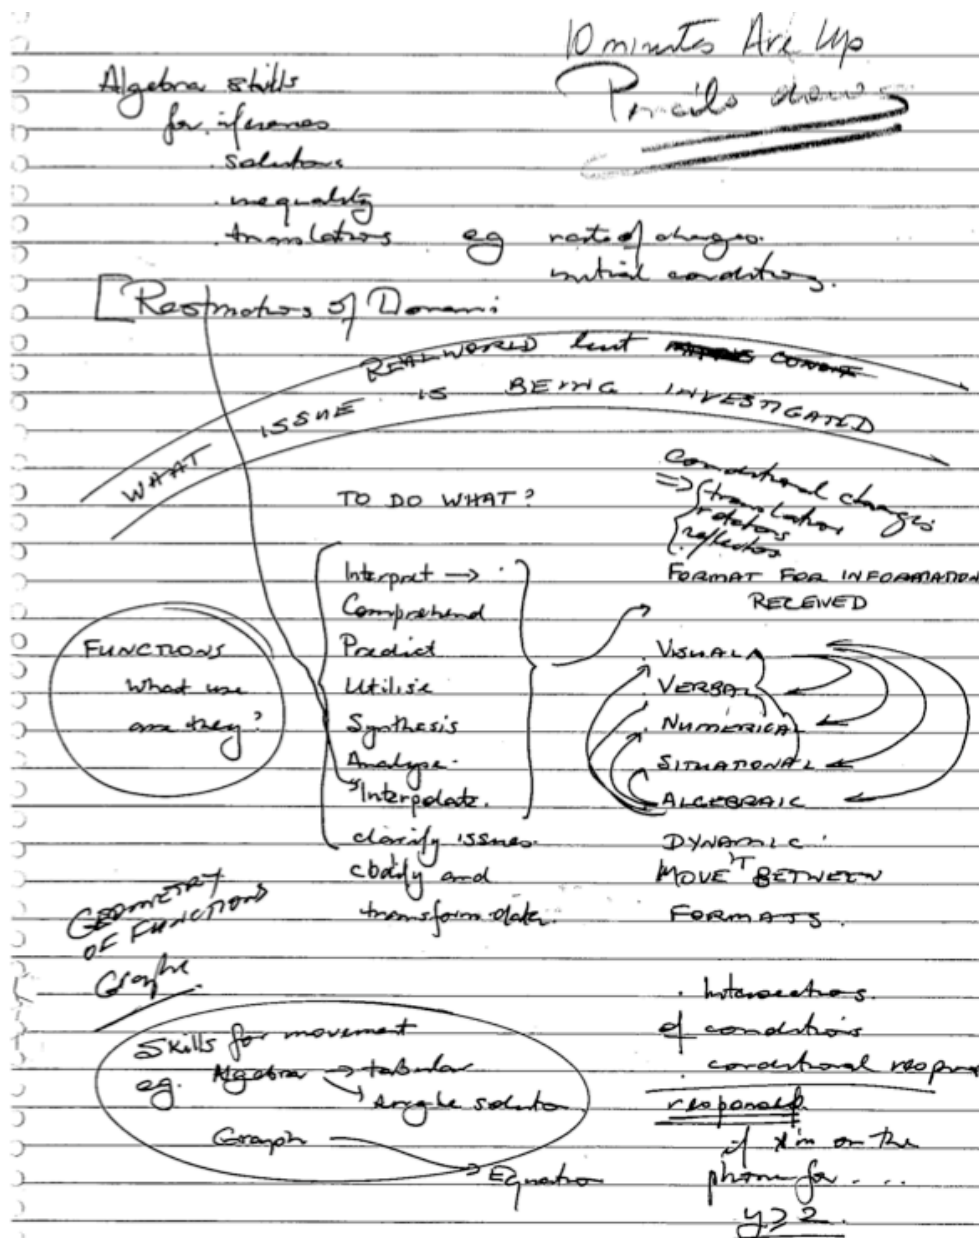 10 minutes Are Up
Pencils down
Algebra skills
for inferences
. solutions
. inequality
. translations eg rate of changes.
initial conditions.
[Restrictions of Domain:
REAL WORLD
WHAT ISSUE IS BEING INVESTIGATED
Conditional changes
=> { translation
rotations
reflection
TO DO WHAT?
FORMAT FOR INFORMATION
RECEIVED
Interpret →
Comprehend
Predict
Utilise
Synthesis
Analyse.
Interpolate.
clarify issues.
codify and
transform data.
FUNCTIONS
What use
are they?
. VISUAL
. VERBAL
. NUMERICAL
. SITUATIONAL
. ALGEBRAIC
DYNAMIC
MOVE'T BETWEEN
FORMATS.
GEOMETRY
OF FUNCTIONS
Graphs
Skills for movement
eg. Algebra → tabular
→ single solution
Graph → Equation
. Intersections.
of conditions
. conditional
response.
if I'm on the
phone for ....
y ≥ 2.